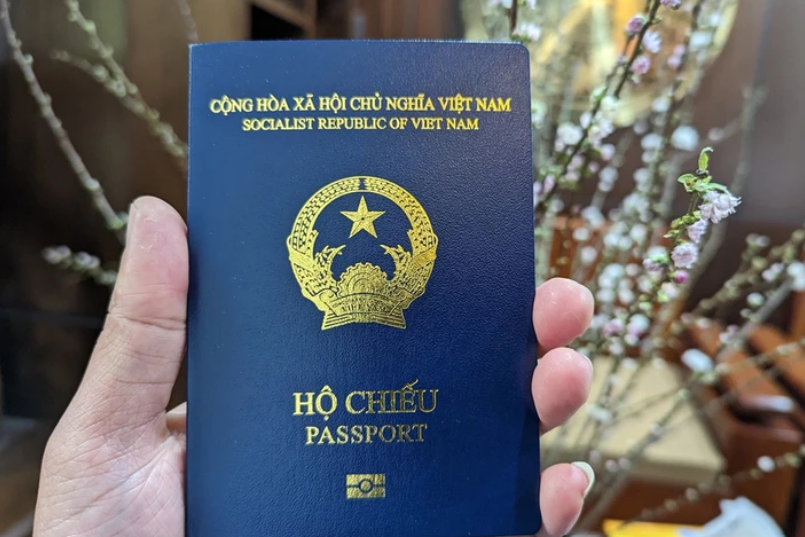 CỘNG HÒA XÃ HỘI CHỦ NGHĨA VIỆT NAM
SOCIALIST REPUBLIC OF VIET NAM
HỘ CHIẾU
PASSPORT